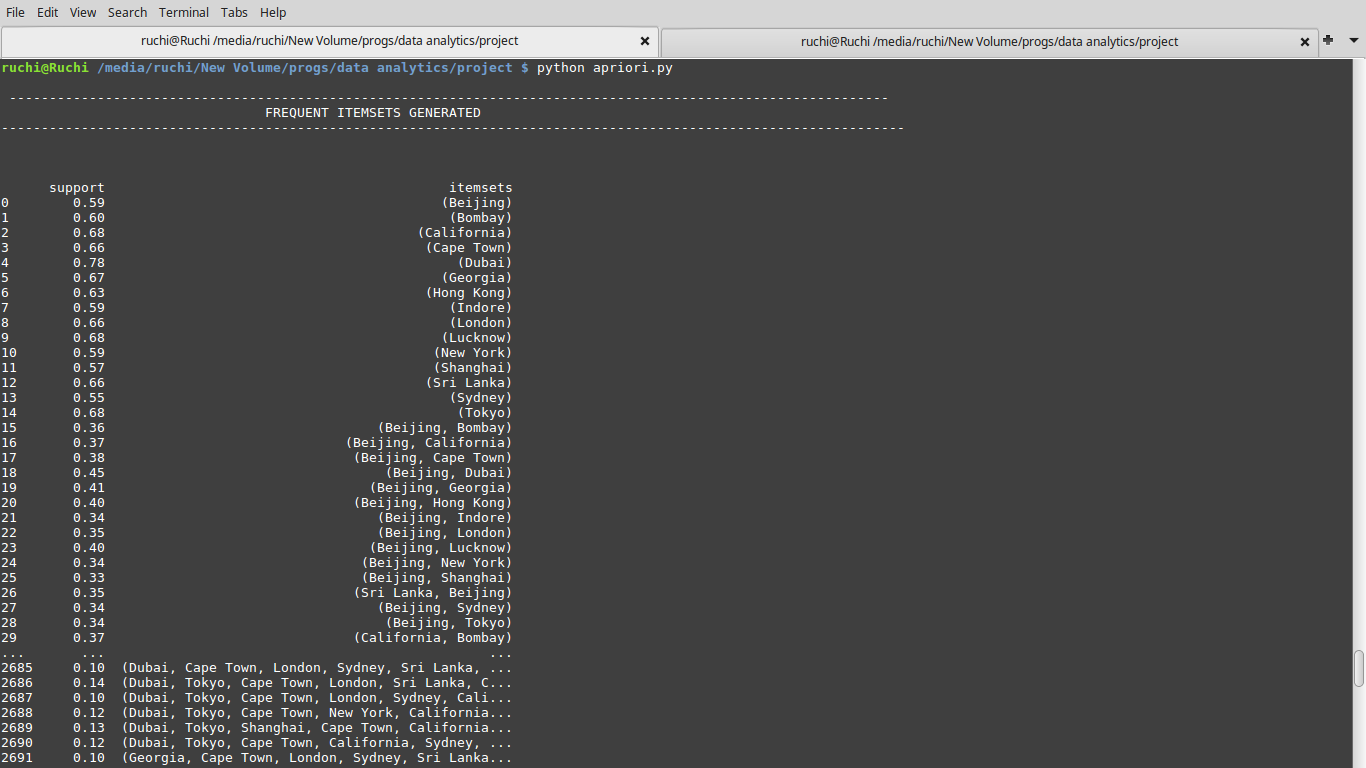 File Edit View Search Terminal Tabs Help
ruchi@Ruchi /media/ruchi/New Volume/progs/data analytics/project ruchi@Ruchi /media/ruchi/New Volume/progs/data analytics/project
ruchi@Ruchi /media/ruchi/New Volume/progs/data analytics/project $ python apriori.py
--------------------------------------------------------------------------------------------------------------
FREQUENT ITEMSETS GENERATED
-----------------------------------------------------------------------------------------------------------------
support itemsets
0 0.59 (Beijing)
1 0.60 (Bombay)
2 0.68 (California)
3 0.66 (Cape Town)
4 0.78 (Dubai)
5 0.67 (Georgia)
6 0.63 (Hong Kong)
7 0.59 (Indore)
8 0.66 (London)
9 0.68 (Lucknow)
10 0.59 (New York)
11 0.57 (Shanghai)
12 0.66 (Sri Lanka)
13 0.55 (Sydney)
14 0.68 (Tokyo)
15 0.36 (Beijing, Bombay)
16 0.37 (Beijing, California)
17 0.38 (Beijing, Cape Town)
18 0.45 (Beijing, Dubai)
19 0.41 (Beijing, Georgia)
20 0.40 (Beijing, Hong Kong)
21 0.34 (Beijing, Indore)
22 0.35 (Beijing, London)
23 0.40 (Beijing, Lucknow)
24 0.34 (Beijing, New York)
25 0.33 (Beijing, Shanghai)
26 0.35 (Sri Lanka, Beijing)
27 0.34 (Beijing, Sydney)
28 0.34 (Beijing, Tokyo)
29 0.37 (California, Bombay)
... ... ...
2685 0.10 (Dubai, Cape Town, London, Sydney, Sri Lanka, ...
2686 0.14 (Dubai, Tokyo, Cape Town, London, Sri Lanka, C...
2687 0.10 (Dubai, Tokyo, Cape Town, London, Sydney, Cali...
2688 0.12 (Dubai, Tokyo, Cape Town, New York, California...
2689 0.13 (Dubai, Tokyo, Shanghai, Cape Town, California...
2690 0.12 (Dubai, Tokyo, Cape Town, California, Sydney, ...
2691 0.10 (Georgia, Cape Town, London, Sydney, Sri Lanka...